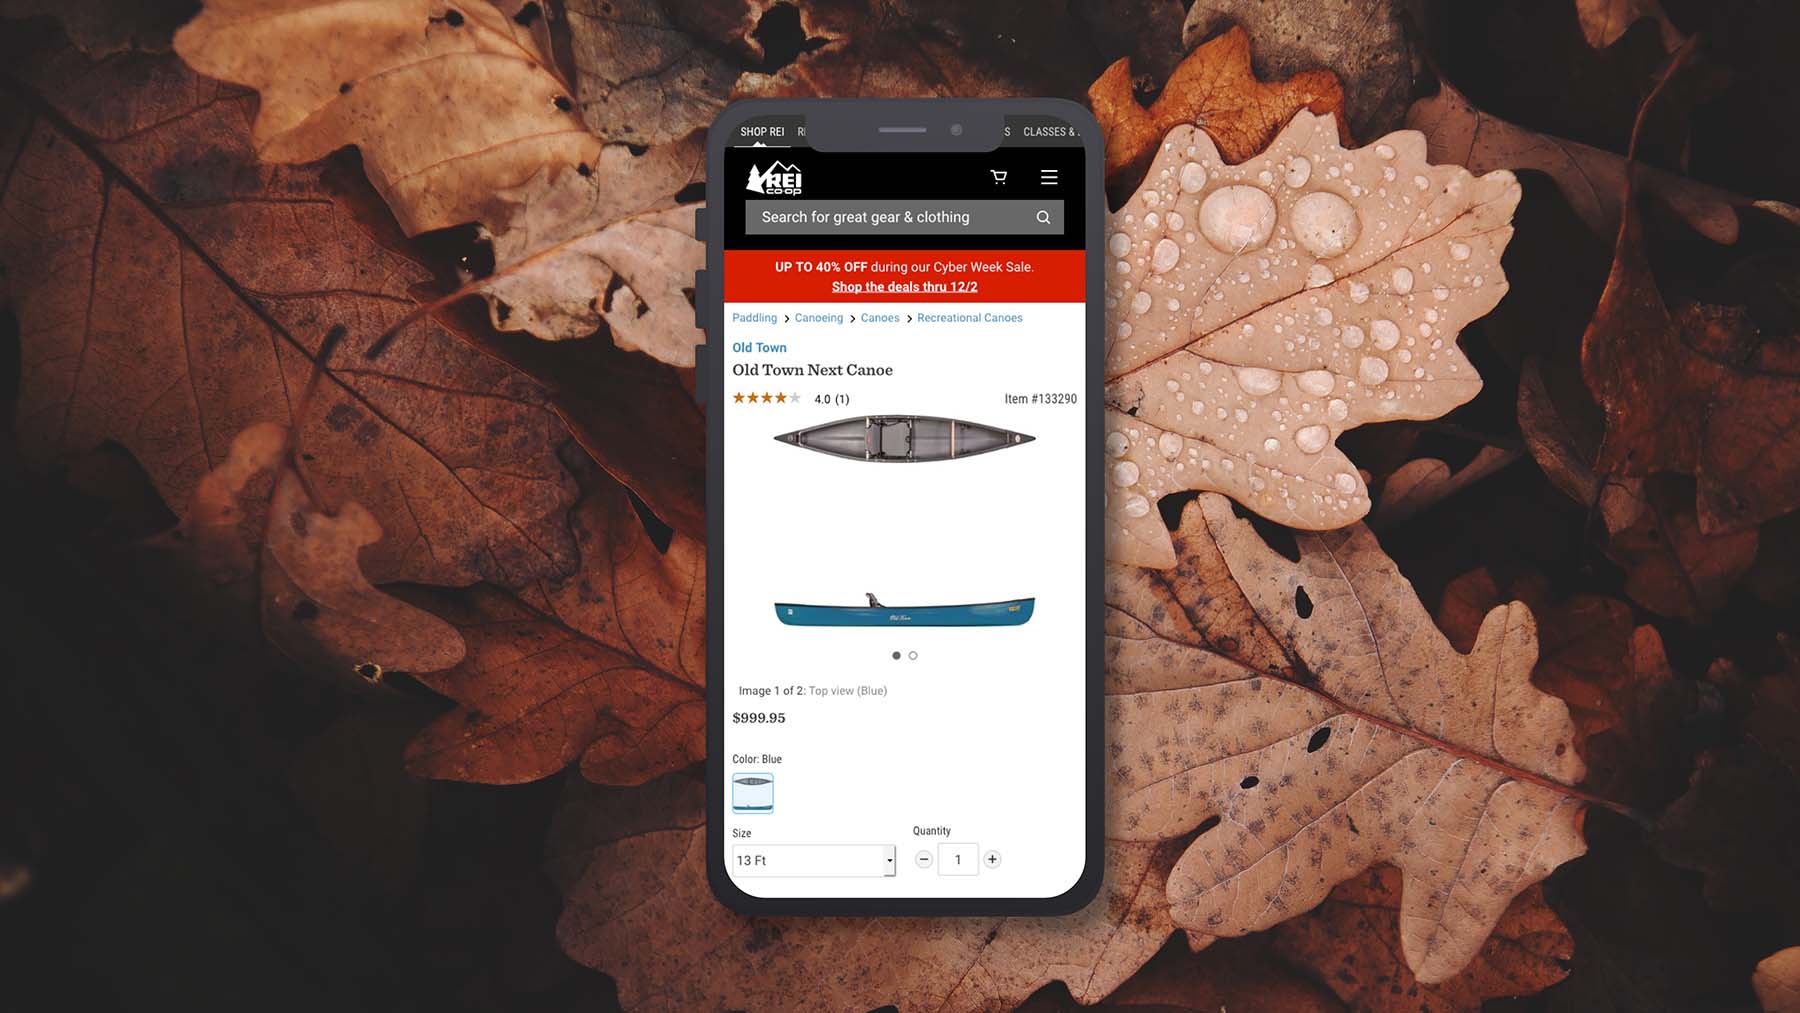 SHOP REI
CLASSES &
REI
CO·OP
Search for great gear & clothing
UP TO 40% OFF during our Cyber Week Sale.
Shop the deals thru 12/2
Paddling > Canoeing > Canoes > Recreational Canoes
Old Town
Old Town Next Canoe
4.0 (1)
Item #133290
Old Town
Image 1 of 2: Top view (Blue)
$999.95
Color: Blue
Size
Quantity
13 Ft
1